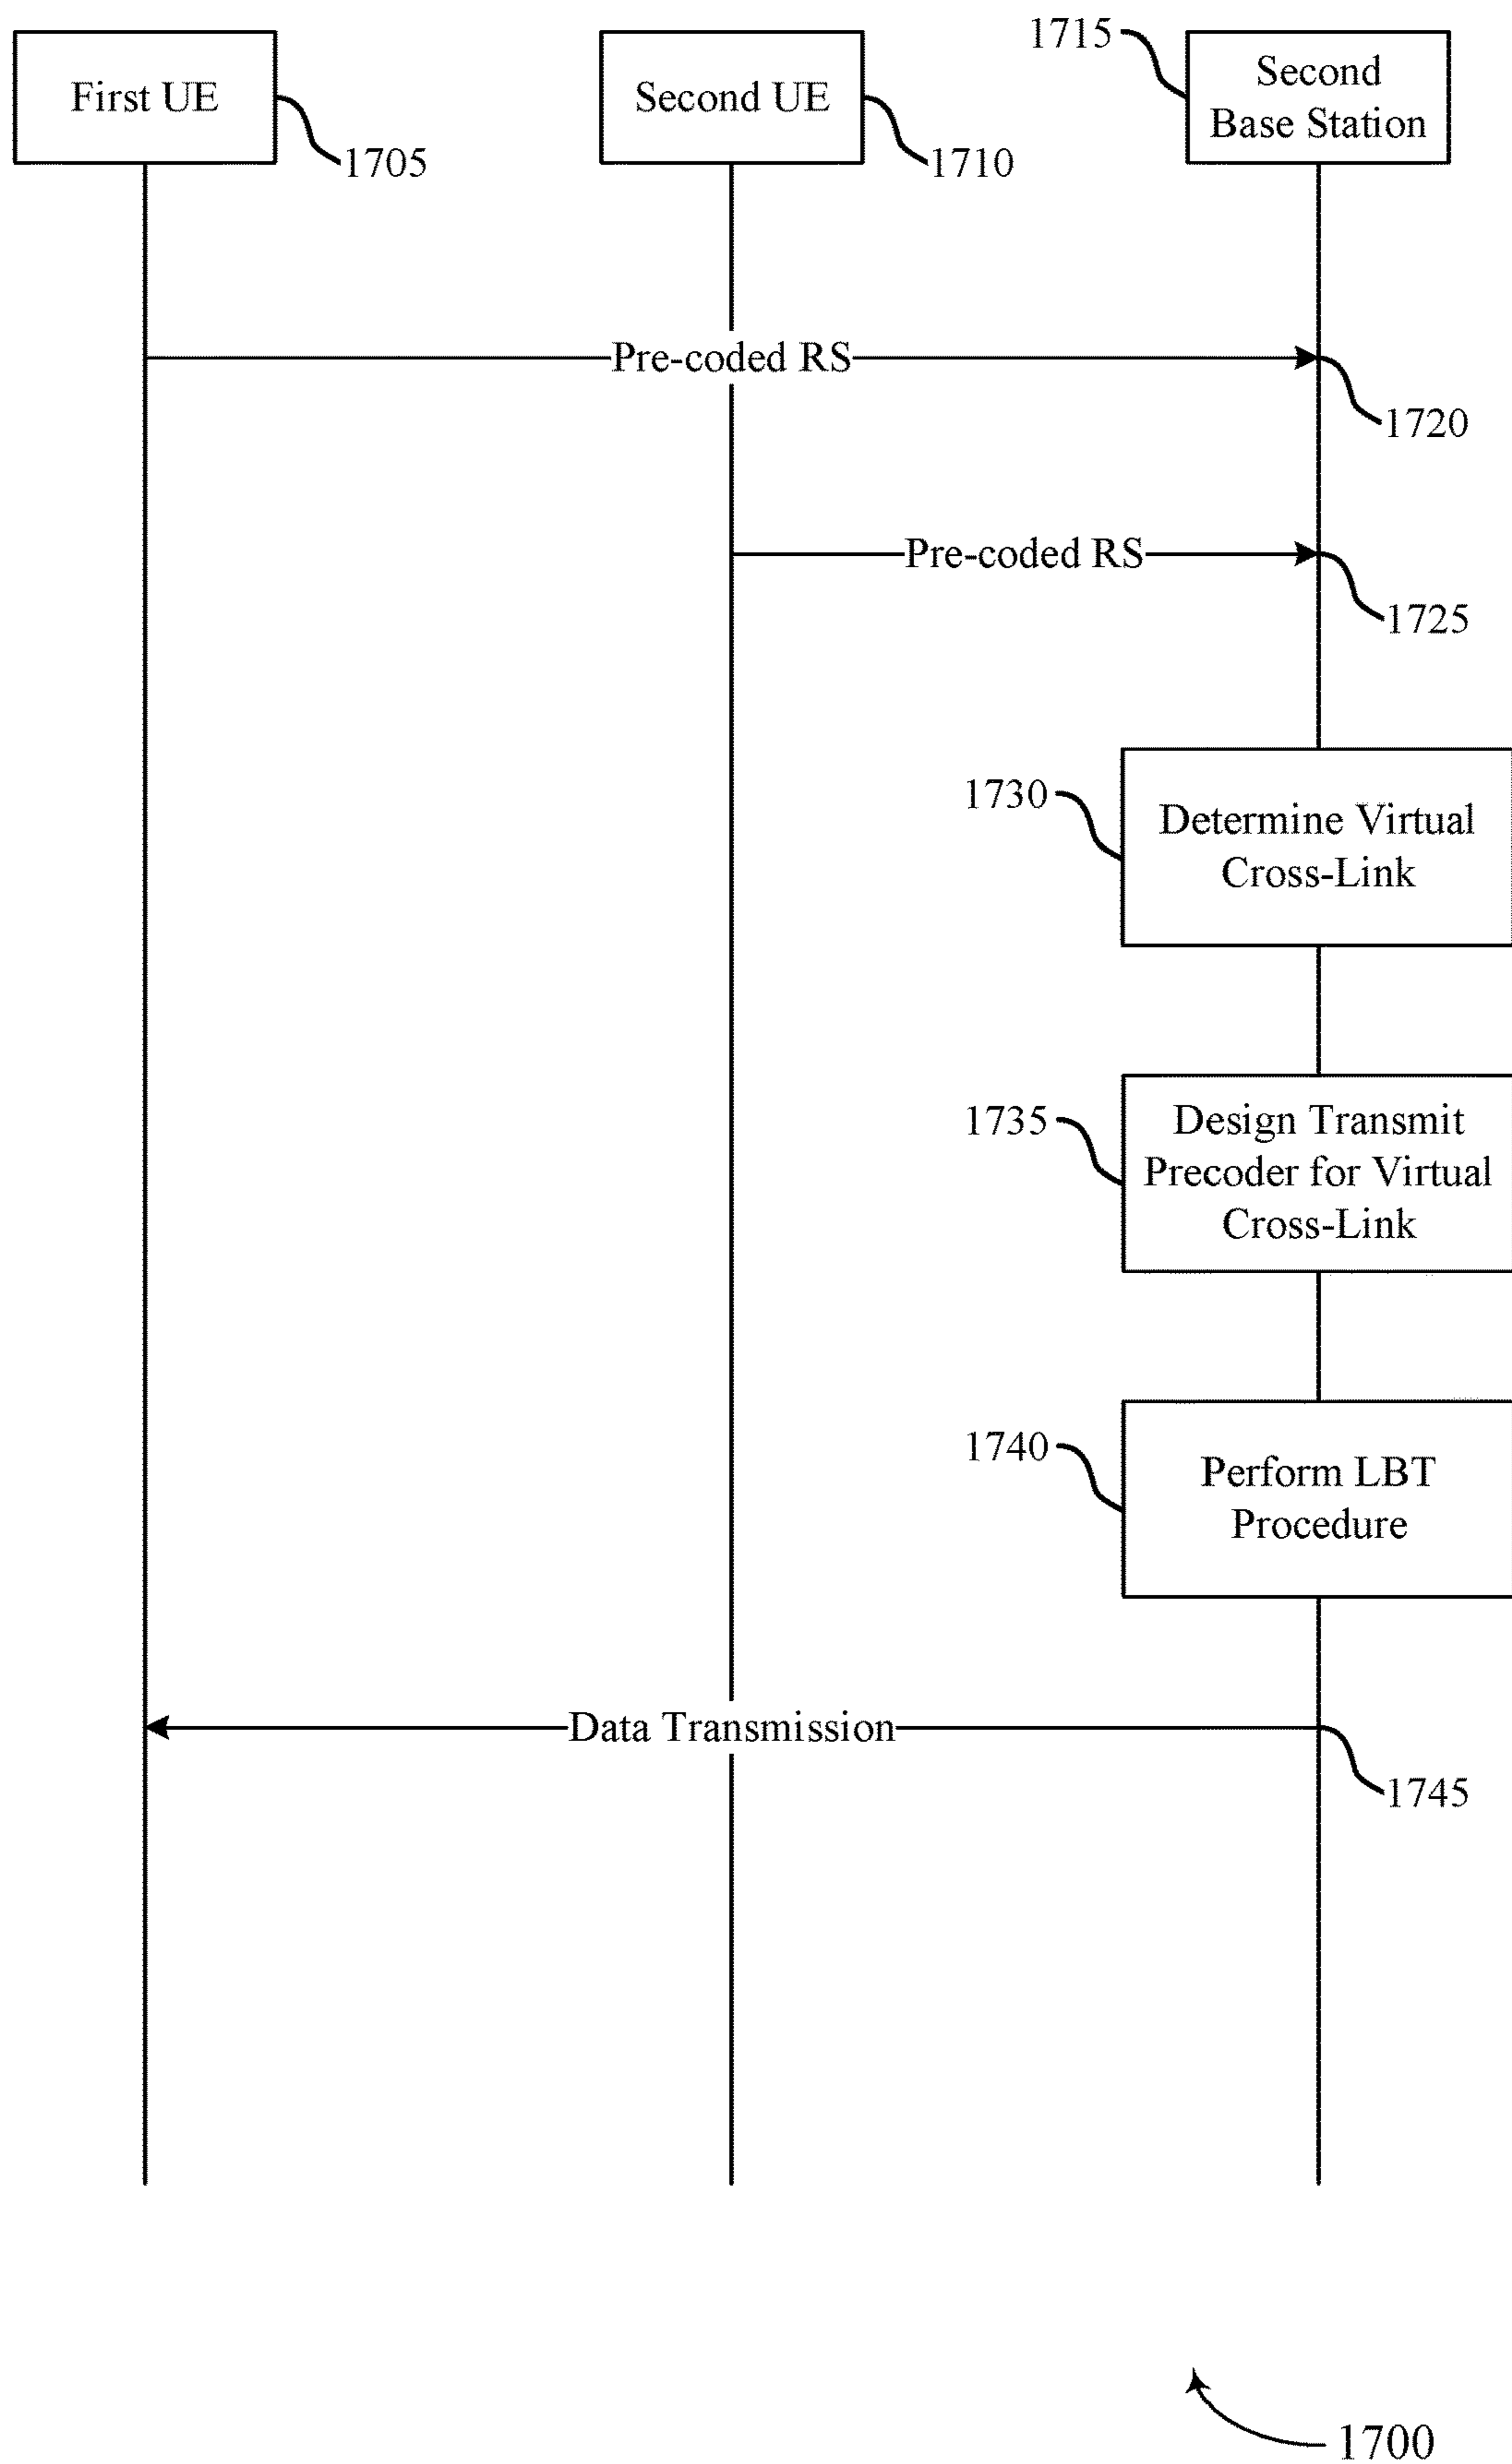 1715
First UE
Second UE
Second
Base Station
1705
1710
Pre-coded RS
1720
Pre-coded RS
1725
1730
Determine Virtual
Cross-Link
1735
Design Transmit
Precoder for Virtual
Cross-Link
1740
Perform LBT
Procedure
Data Transmission
1745
1700